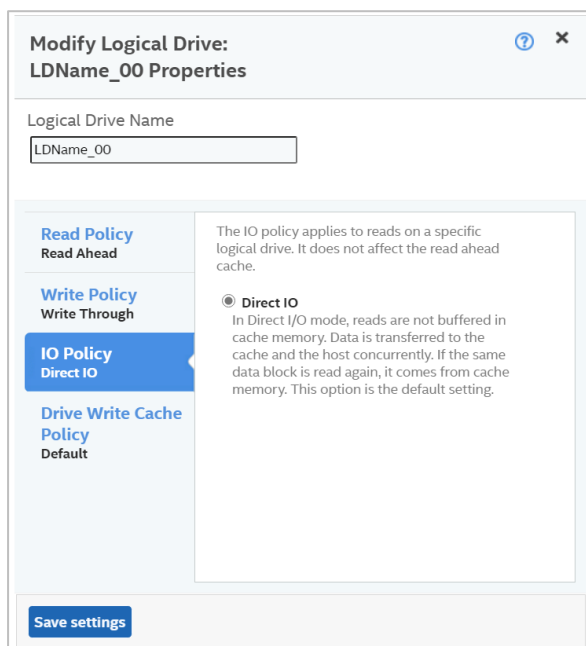 Modify Logical Drive:
LDName_00 Properties
Logical Drive Name
LDName_00
Read Policy
Read Ahead
Write Policy
Write Through
IO Policy
Direct IO
Drive Write Cache
Policy
Default
The IO policy applies to reads on a specific
logical drive. It does not affect the read ahead
cache.
Direct IO
In Direct I/O mode, reads are not buffered in
cache memory. Data is transferred to the
cache and the host concurrently. If the same
data block is read again, it comes from cache
memory. This option is the default setting.
Save settings